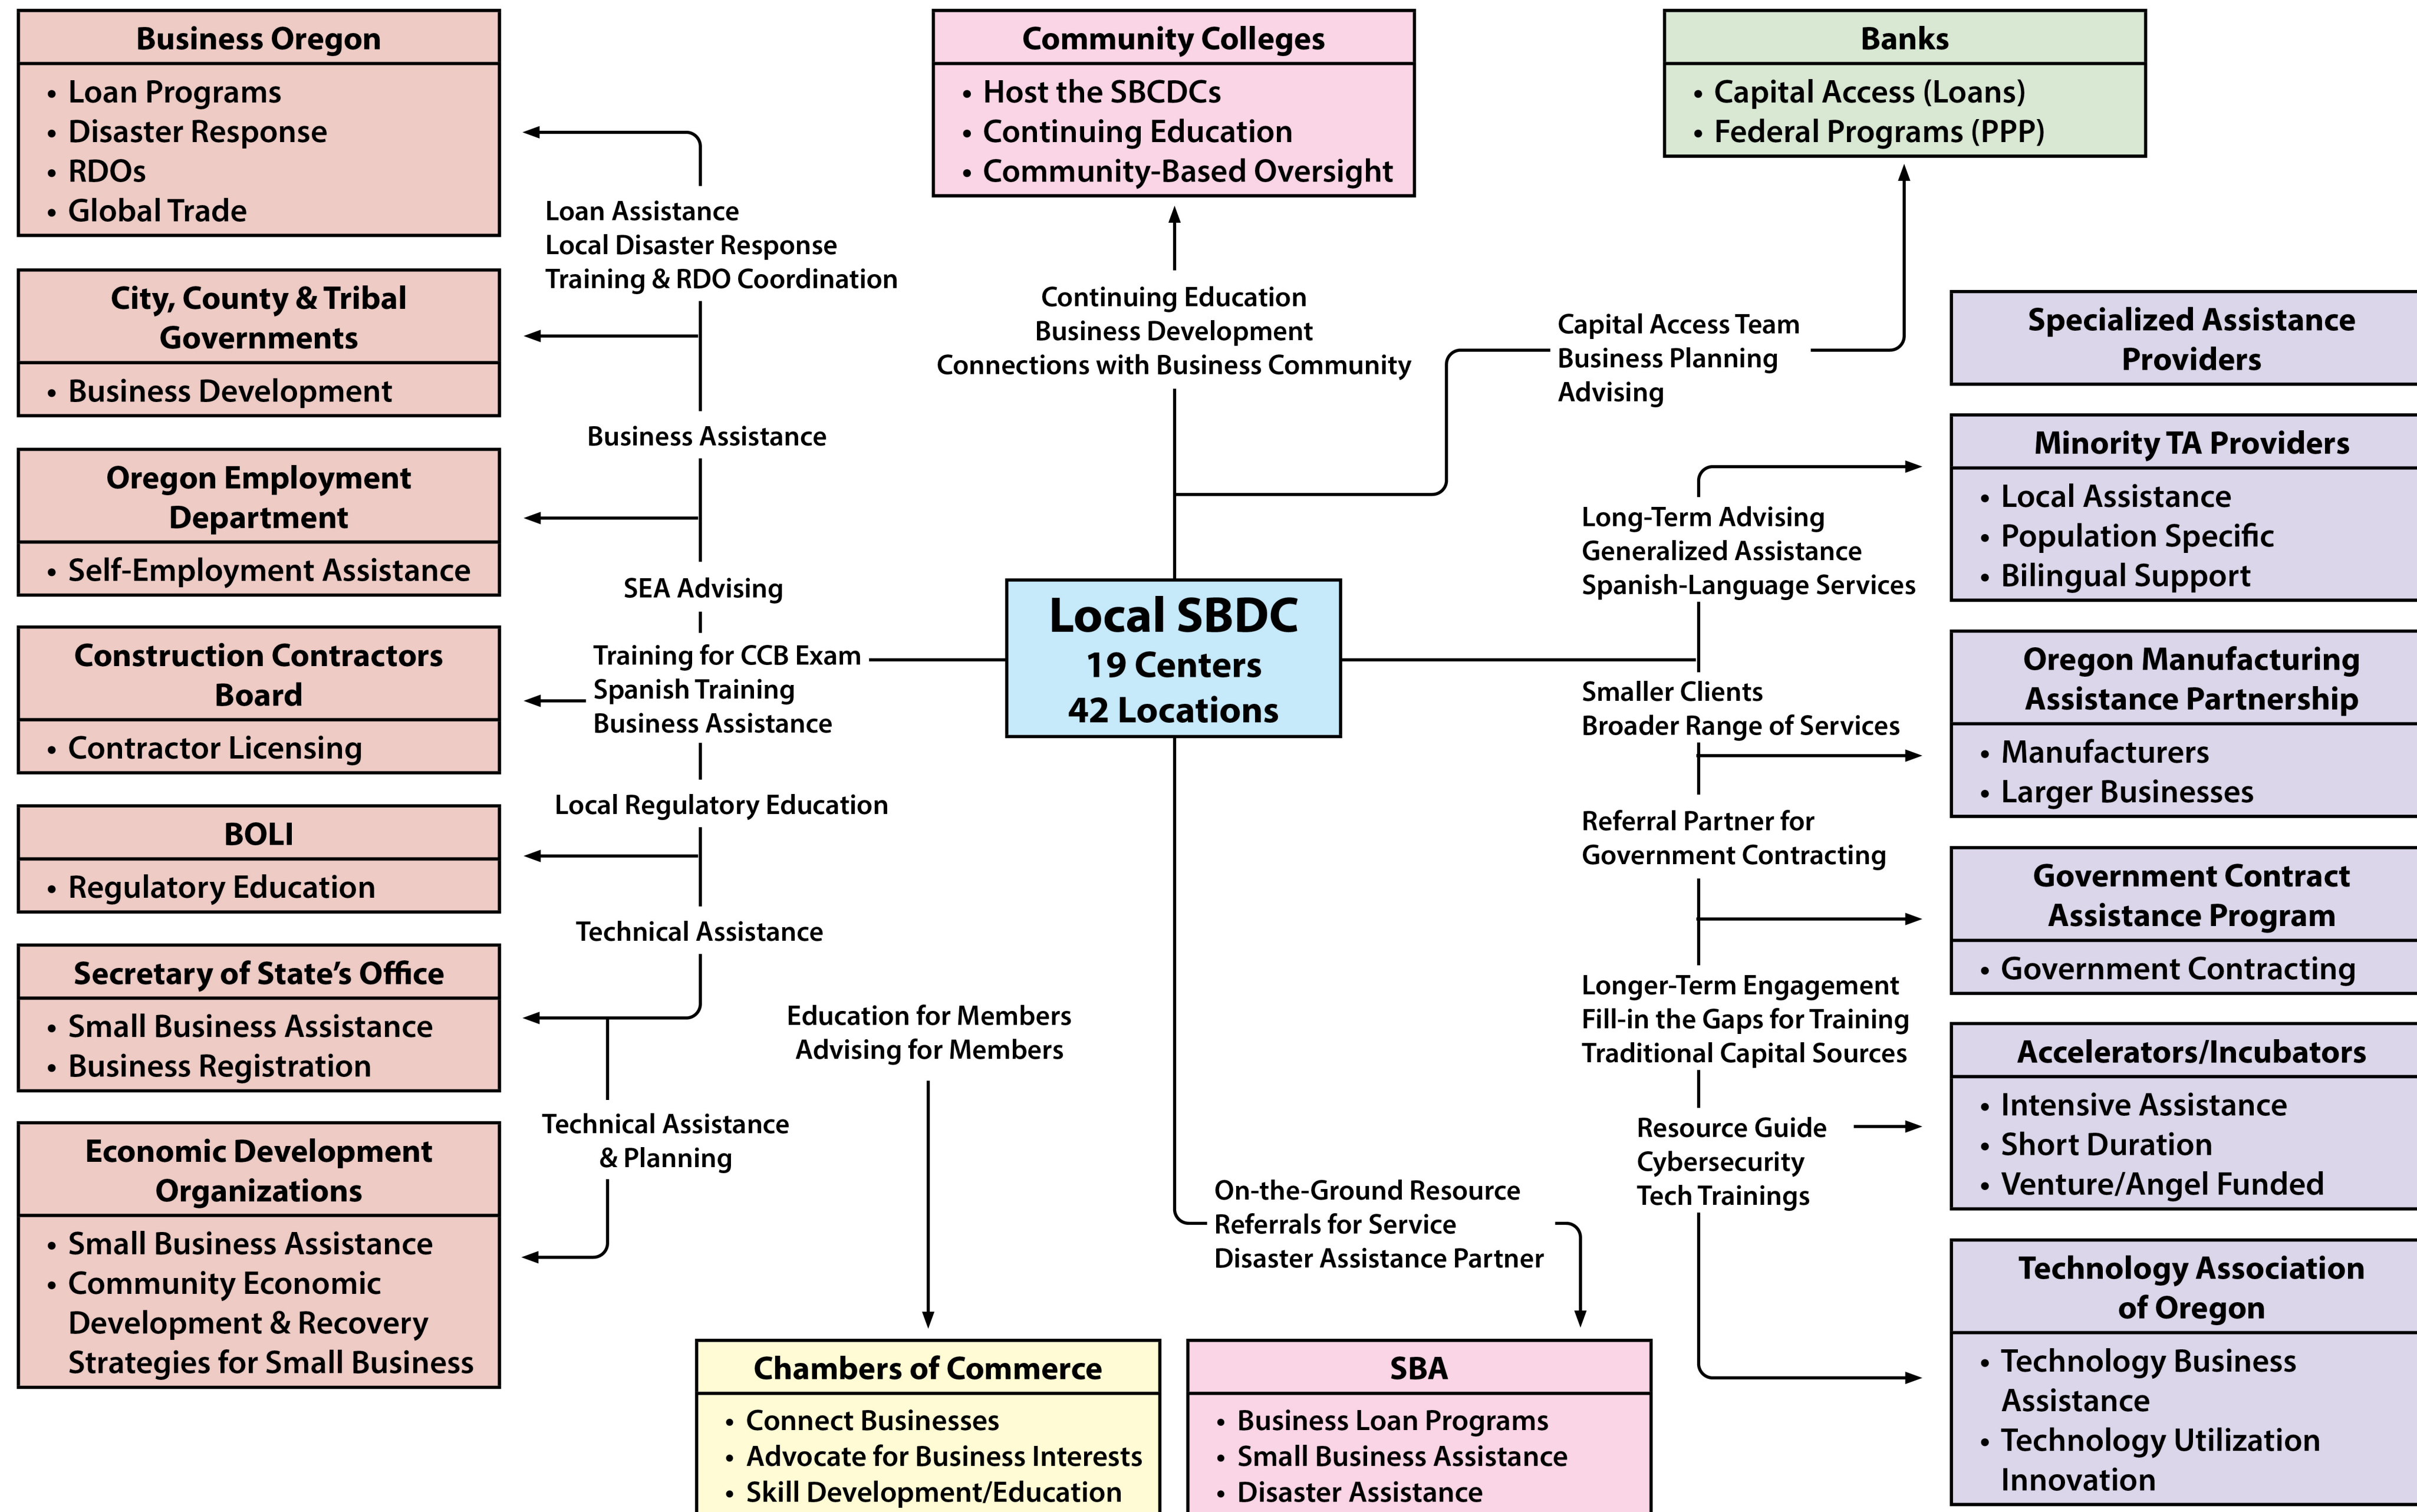 Business Oregon
• Loan Programs
• Disaster Response
• RDOs
• Global Trade
City, County & Tribal
Governments
• Business Development
Oregon Employment
Department
• Self-Employment Assistance
Construction Contractors
Board
• Contractor Licensing
BOLI
• Regulatory Education
Secretary of State’s Office
• Small Business Assistance
• Business Registration
Economic Development
Organizations
• Small Business Assistance
• Community Economic
Development & Recovery
Strategies for Small Business
Loan Assistance
Local Disaster Response
Training & RDO Coordination
Business Assistance
SEA Advising
Training for CCB Exam
Spanish Training
Business Assistance
Local Regulatory Education
Technical Assistance
Technical Assistance
& Planning
Community Colleges
• Host the SBCDCs
• Continuing Education
• Community-Based Oversight
Continuing Education
Business Development
Connections with Business Community
Local SBDC
19 Centers
42 Locations
Education for Members
Advising for Members
Chambers of Commerce
• Connect Businesses
• Advocate for Business Interests
• Skill Development/Education
On-the-Ground Resource
Referrals for Service
Disaster Assistance Partner
SBA
• Business Loan Programs
• Small Business Assistance
• Disaster Assistance
Banks
• Capital Access (Loans)
• Federal Programs (PPP)
Capital Access Team
Business Planning
Advising
Long-Term Advising
Generalized Assistance
Spanish-Language Services
Smaller Clients
Broader Range of Services
Referral Partner for
Government Contracting
Longer-Term Engagement
Fill-in the Gaps for Training
Traditional Capital Sources
Resource Guide
Cybersecurity
Tech Trainings
Specialized Assistance
Providers
Minority TA Providers
• Local Assistance
• Population Specific
• Bilingual Support
Oregon Manufacturing
Assistance Partnership
• Manufacturers
• Larger Businesses
Government Contract
Assistance Program
• Government Contracting
Accelerators/Incubators
• Intensive Assistance
• Short Duration
• Venture/Angel Funded
Technology Association
of Oregon
• Technology Business
Assistance
• Technology Utilization
Innovation